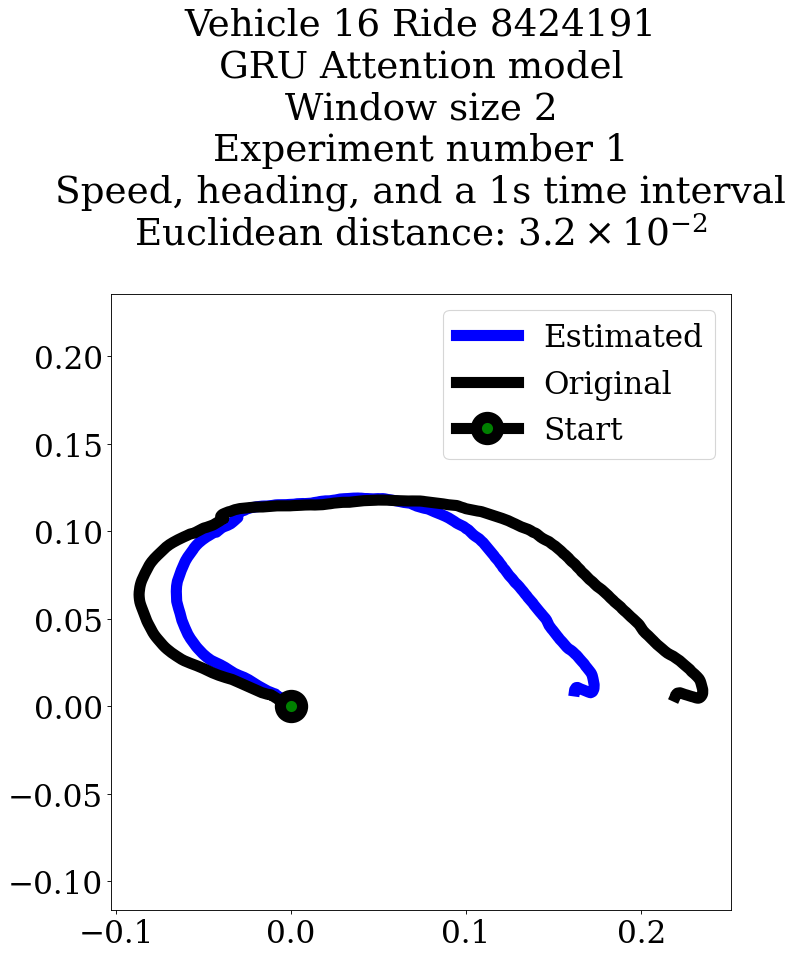 Vehicle 16 Ride 8424191
GRU Attention model
Window size 2
Experiment number 1
Speed, heading, and a 1s time interval
Euclidean distance: 3.2 × 10⁻²
Estimated
Original
Start
0.20
0.15
0.10
0.05
0.00
−0.05
−0.10
−0.1 0.0 0.1 0.2